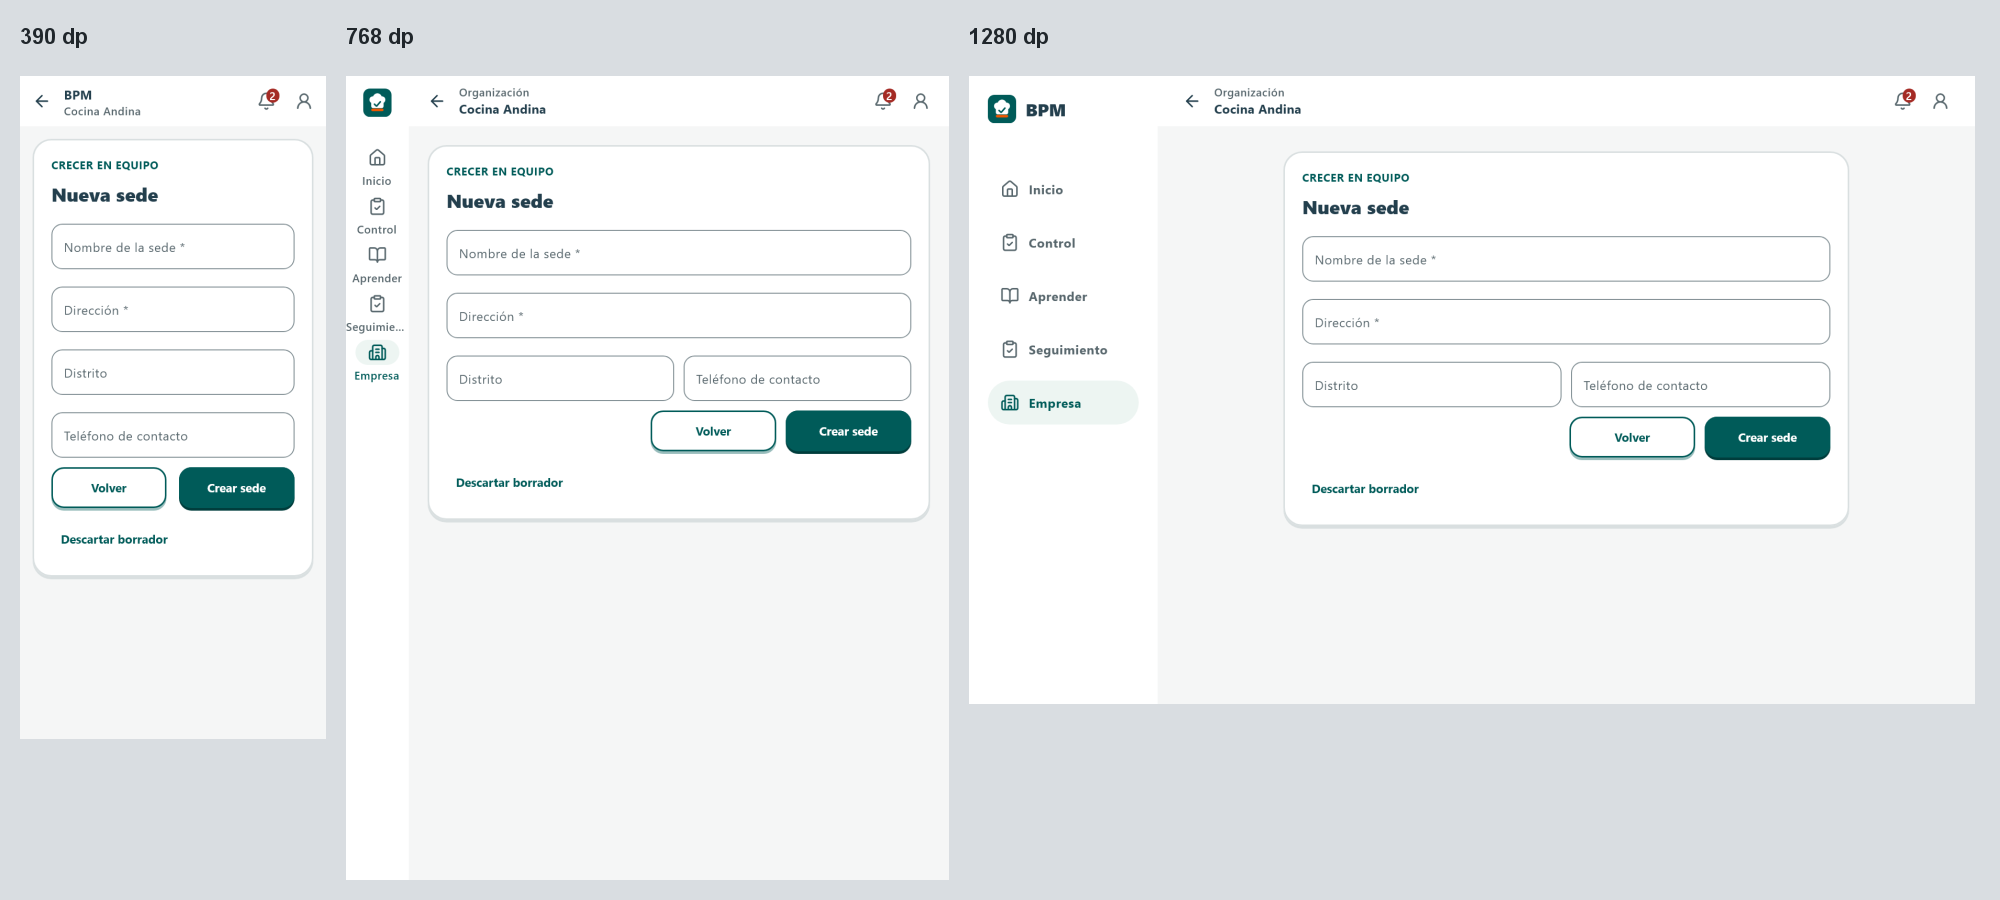 390 dp
BPM
Cocina Andina
2
CRECER EN EQUIPO
Nueva sede
Nombre de la sede *
Dirección *
Distrito
Teléfono de contacto
Volver
Crear sede
Descartar borrador
768 dp
Inicio
Control
Aprender
Seguimie...
Empresa
Organización
Cocina Andina
2
CRECER EN EQUIPO
Nueva sede
Nombre de la sede *
Dirección *
Distrito
Teléfono de contacto
Volver
Crear sede
Descartar borrador
1280 dp
BPM
Inicio
Control
Aprender
Seguimiento
Empresa
Organización
Cocina Andina
2
CRECER EN EQUIPO
Nueva sede
Nombre de la sede *
Dirección *
Distrito
Teléfono de contacto
Volver
Crear sede
Descartar borrador